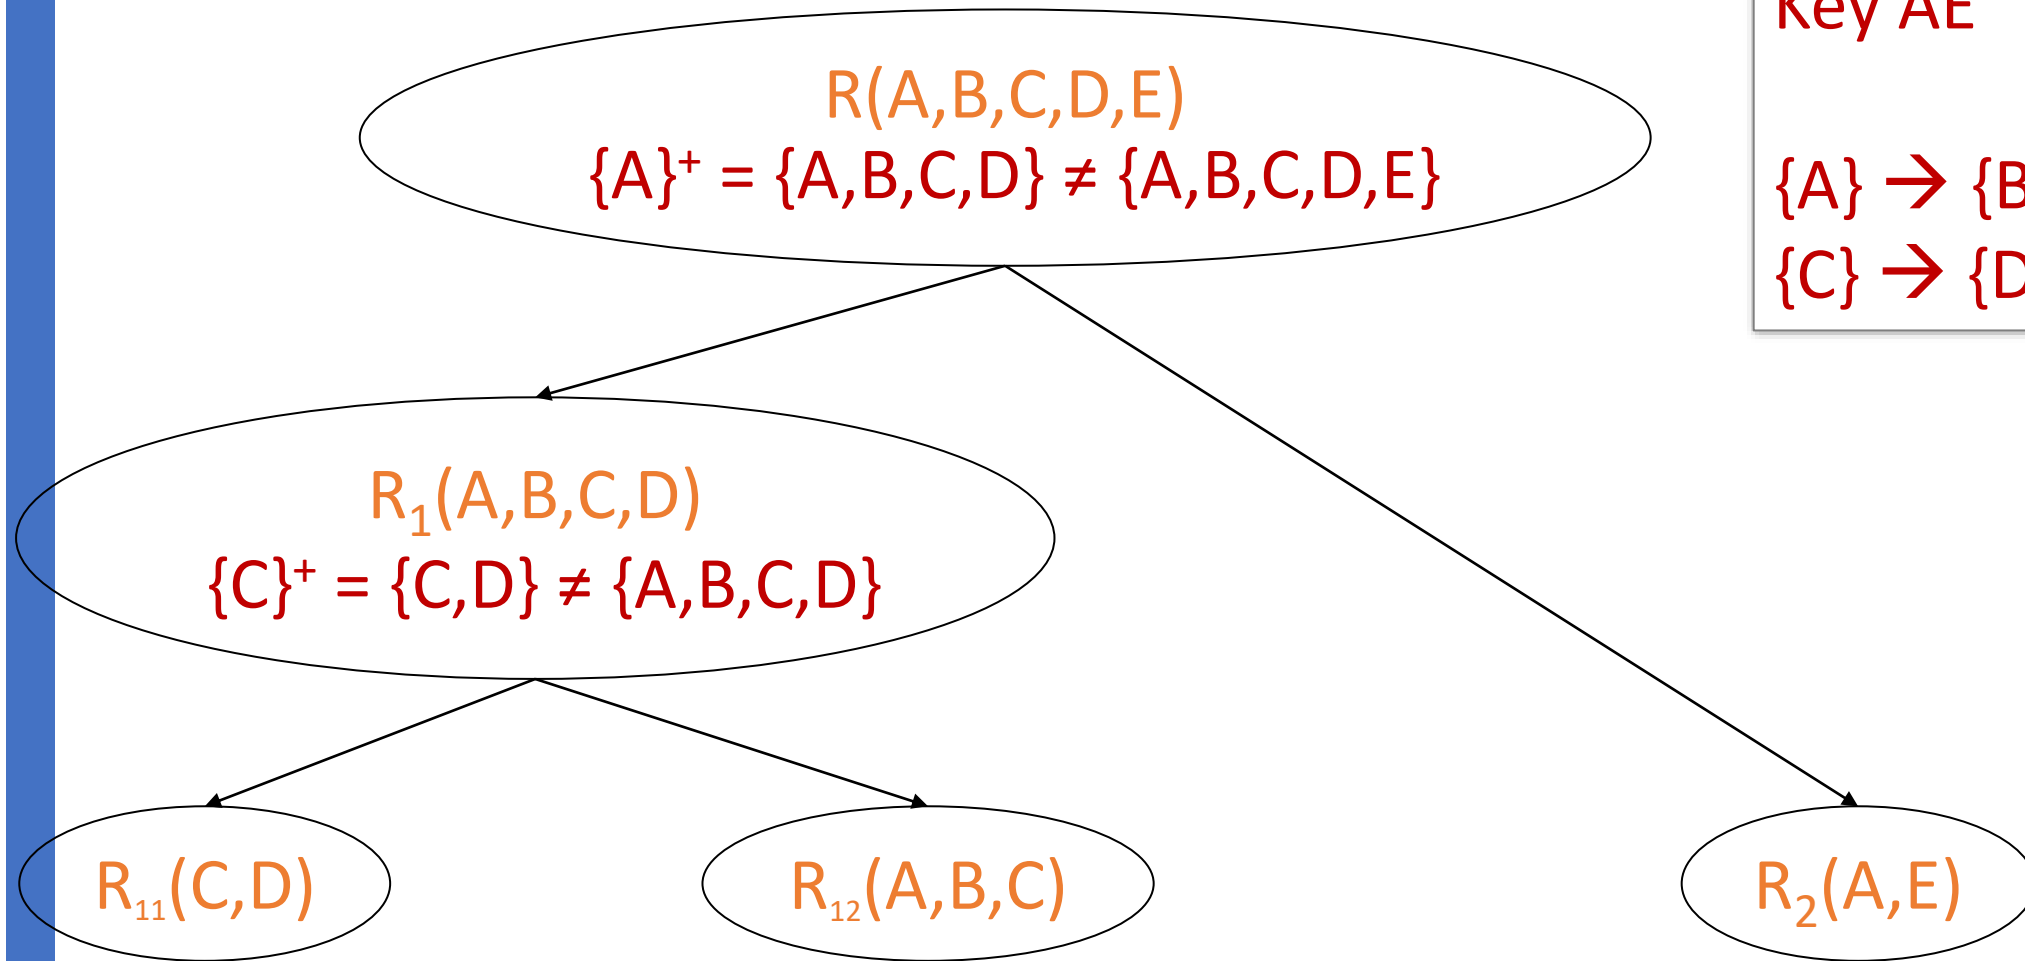 Key AE
R(A,B,C,D,E)
{A}⁺ = {A,B,C,D} ≠ {A,B,C,D,E}
{A} → {B
{C} → {D
R₁(A,B,C,D)
{C}⁺ = {C,D} ≠ {A,B,C,D}
R₁₁(C,D)
R₁₂(A,B,C)
R₂(A,E)